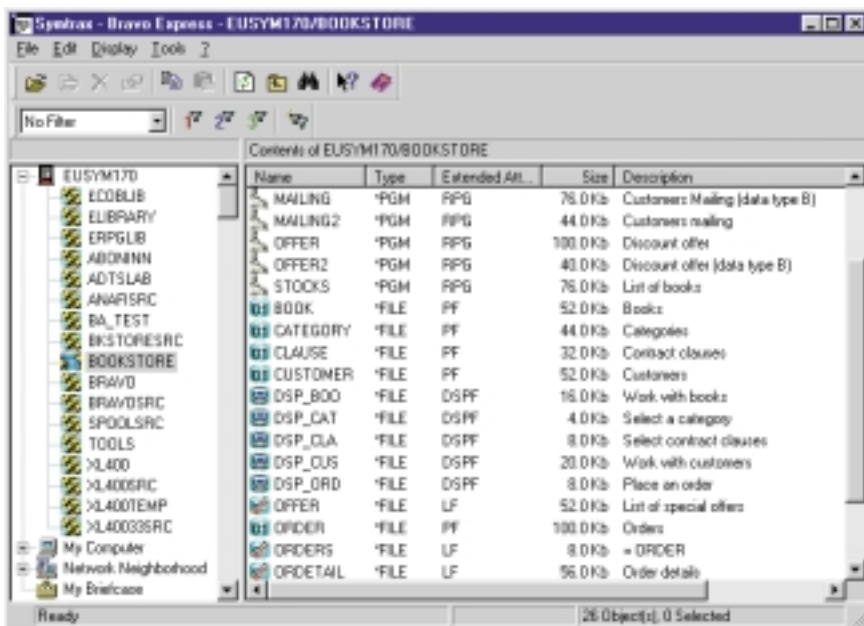 Symtrax - Bravo Express - EUSYM170/BOOKSTORE
File Edit Display Tools ?
No Filter
Contents of EUSYM170/BOOKSTORE
EUSYM170
ECOBLIB
ELIBRARY
ERPGLIB
ABONINN
ADTSLAB
ANAFISRC
BA_TEST
BKSTORESRC
BOOKSTORE
BRAVO
BRAVOSRC
SPOOLSRC
TOOLS
XL400
XL400SRC
XL400TEMP
XL40033SRC
My Computer
Network Neighborhood
My Briefcase
Name Type Extended Att... Size Description
MAILING *PGM RPG 76.0Kb Customers Mailing (data type B)
MAILING2 *PGM RPG 44.0Kb Customers mailing
OFFER *PGM RPG 100.0Kb Discount offer
OFFER2 *PGM RPG 40.0Kb Discount offer (data type B)
STOCKS *PGM RPG 76.0Kb List of books
BOOK *FILE PF 52.0Kb Books
CATEGORY *FILE PF 44.0Kb Categories
CLAUSE *FILE PF 32.0Kb Contract clauses
CUSTOMER *FILE PF 52.0Kb Customers
DSP_BOO *FILE DSPF 16.0Kb Work with books
DSP_CAT *FILE DSPF 4.0Kb Select a category
DSP_CLA *FILE DSPF 8.0Kb Select contract clauses
DSP_CUS *FILE DSPF 20.0Kb Work with customers
DSP_ORD *FILE DSPF 8.0Kb Place an order
OFFER *FILE LF 52.0Kb List of special offers
ORDER *FILE PF 100.0Kb Orders
ORDERS *FILE LF 8.0Kb = ORDER
ORDETAIL *FILE LF 56.0Kb Order details
Ready
26 Object(s), 0 Selected